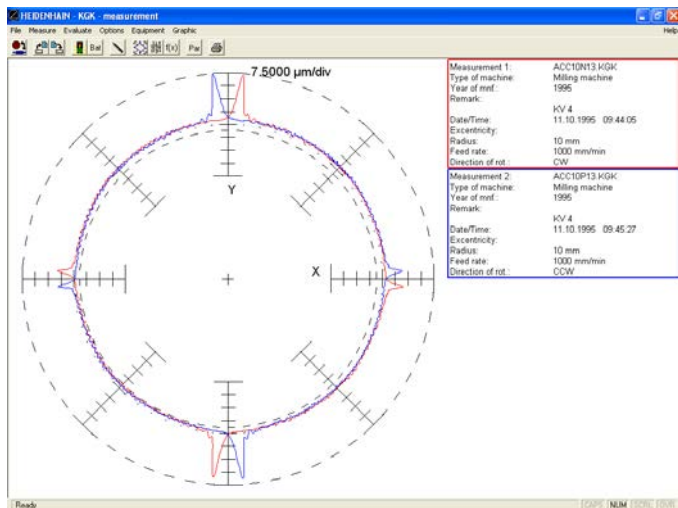 HEIDENHAIN - KGK - measurement
File Measure Evaluate Options Equipment Graphic Help
Bal f(x) Par
7.5000 µm/div
Y
X
Measurement 1: ACC10N13.KGK
Type of machine: Milling machine
Year of mnf.: 1995
Remark:
KV 4
Date/Time: 11.10.1995 09:44:05
Excentricity:
Radius: 10 mm
Feed rate: 1000 mm/min
Direction of rot.: CW
Measurement 2: ACC10P13.KGK
Type of machine: Milling machine
Year of mnf.: 1995
Remark:
KV 4
Date/Time: 11.10.1995 09:45:27
Excentricity:
Radius: 10 mm
Feed rate: 1000 mm/min
Direction of rot.: CCW
Ready CAPS NUM SCRL OVR